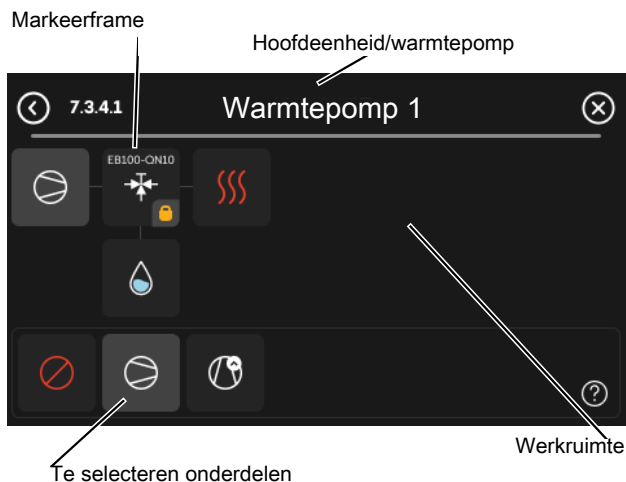 Markeerframe
Hoofdeenheid/warmtepomp
7.3.4.1 Warmtepomp 1
EB100-QN10
?
Werkruimte
Te selecteren onderdelen